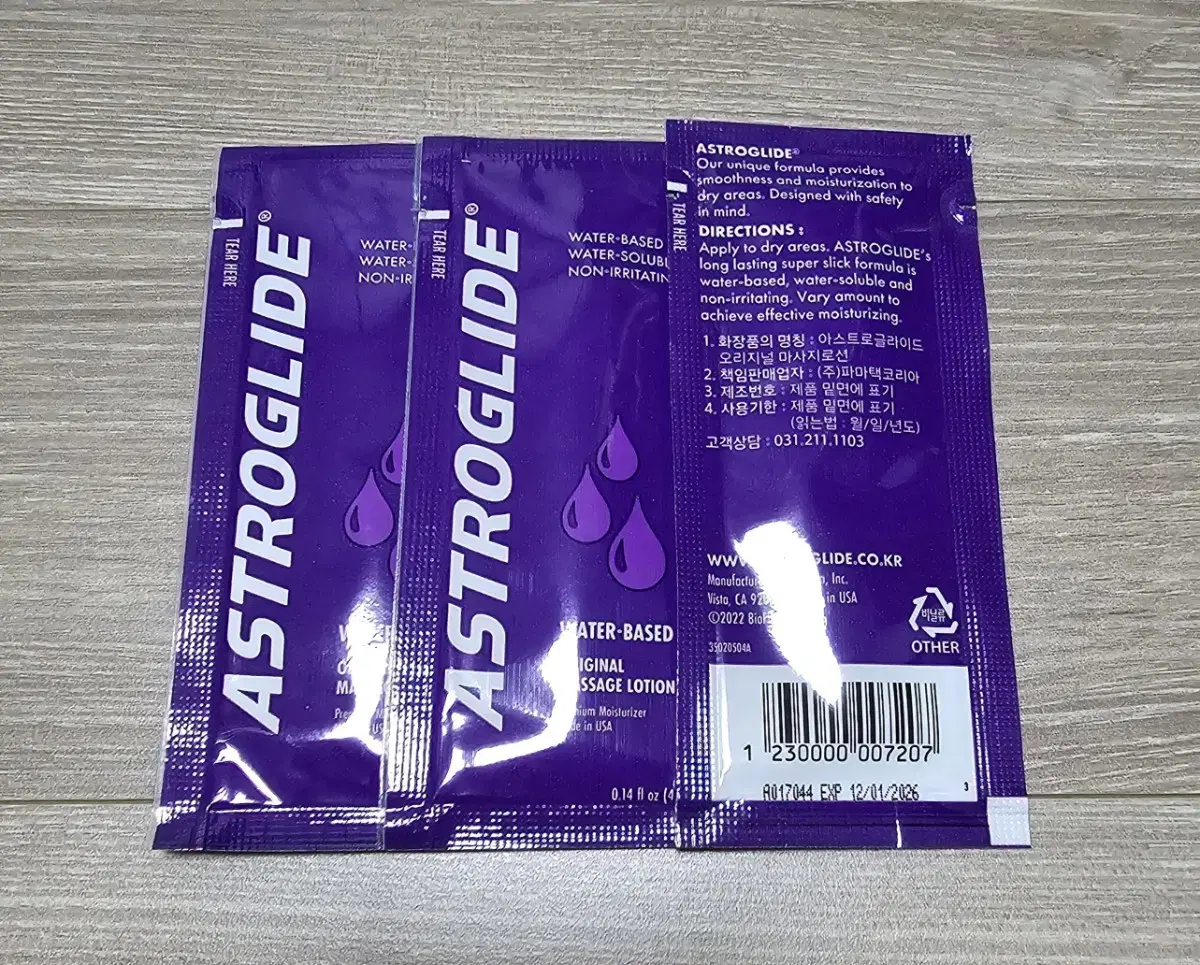 TEAR HERE
ASTROGLIDE®
WATER-
WATER-
NON-IR
TEAR HERE
ASTROGLIDE®
WATER-BASED
WATER-SOLUBL
NON-IRRITATIN
WATER-BASED
ORIGINAL
MASSAGE LOTION
Premium Moisturizer
Made in USA
0.14 fl oz (4
TEAR HERE
ASTROGLIDE®
Our unique formula provides
smoothness and moisturization to
dry areas. Designed with safety
in mind.
DIRECTIONS :
Apply to dry areas. ASTROGLIDE's
long lasting super slick formula is
water-based, water-soluble and
non-irritating. Vary amount to
achieve effective moisturizing.
1. 화장품의 명칭 : 아스트로글라이드
오리지널 마사지로션
2. 책임판매업자 : (주)파마택코리아
3. 제조번호 : 제품 밑면에 표기
4. 사용기한 : 제품 밑면에 표기
(읽는법 : 월/일/년도)
고객상담 : 031.211.1103
GLIDE.CO.KR
Inc.
Vista, CA in USA
©2022
35020504A
비닐류
OTHER
1 230000 007207
A017044 EXP 12/01/2026
3